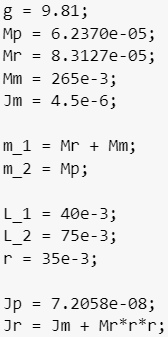 g = 9.81;
Mp = 6.2370e-05;
Mr = 8.3127e-05;
Mm = 265e-3;
Jm = 4.5e-6;
m_1 = Mr + Mm;
m_2 = Mp;
L_1 = 40e-3;
L_2 = 75e-3;
r = 35e-3;
Jp = 7.2058e-08;
Jr = Jm + Mr*r*r;